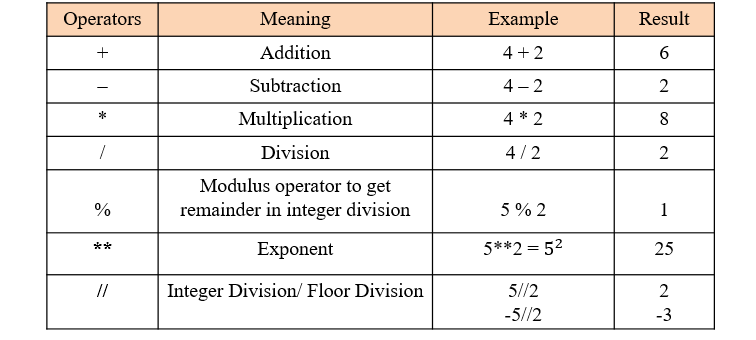 Operators Meaning Example Result
+ Addition 4 + 2 6
– Subtraction 4 – 2 2
* Multiplication 4 * 2 8
/ Division 4 / 2 2
Modulus operator to get
% remainder in integer division 5 % 2 1
** Exponent 5**2 = 5² 25
// Integer Division/ Floor Division 5//2 2
-5//2 -3